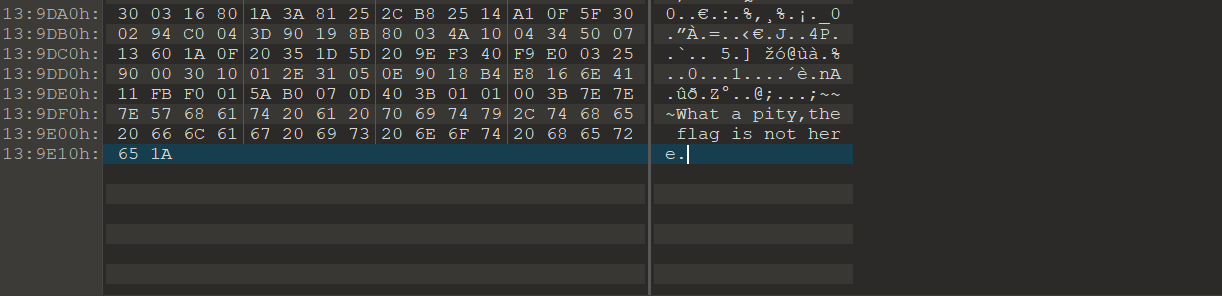 13:9DA0h: 30 03 16 80 1A 3A 81 25 2C B8 25 14 A1 0F 5F 30 0..€.:.%,¸%.¡._0
13:9DB0h: 02 94 C0 04 3D 90 19 8B 80 03 4A 10 04 34 50 07 .”À.=..‹€.J..4P.
13:9DC0h: 13 60 1A 0F 20 35 1D 5D 20 9E F3 40 F9 E0 03 25 .`.. 5.] žó@ùà.%
13:9DD0h: 90 00 30 10 01 2E 31 05 0E 90 18 B4 E8 16 6E 41 ..0...1....´è.nA
13:9DE0h: 11 FB F0 01 5A B0 07 0D 40 3B 01 01 00 3B 7E 7E .ûð.Z°..@;...;~~
13:9DF0h: 7E 57 68 61 74 20 61 20 70 69 74 79 2C 74 68 65 ~What a pity,the
13:9E00h: 20 66 6C 61 67 20 69 73 20 6E 6F 74 20 68 65 72 flag is not her
13:9E10h: 65 1A e.